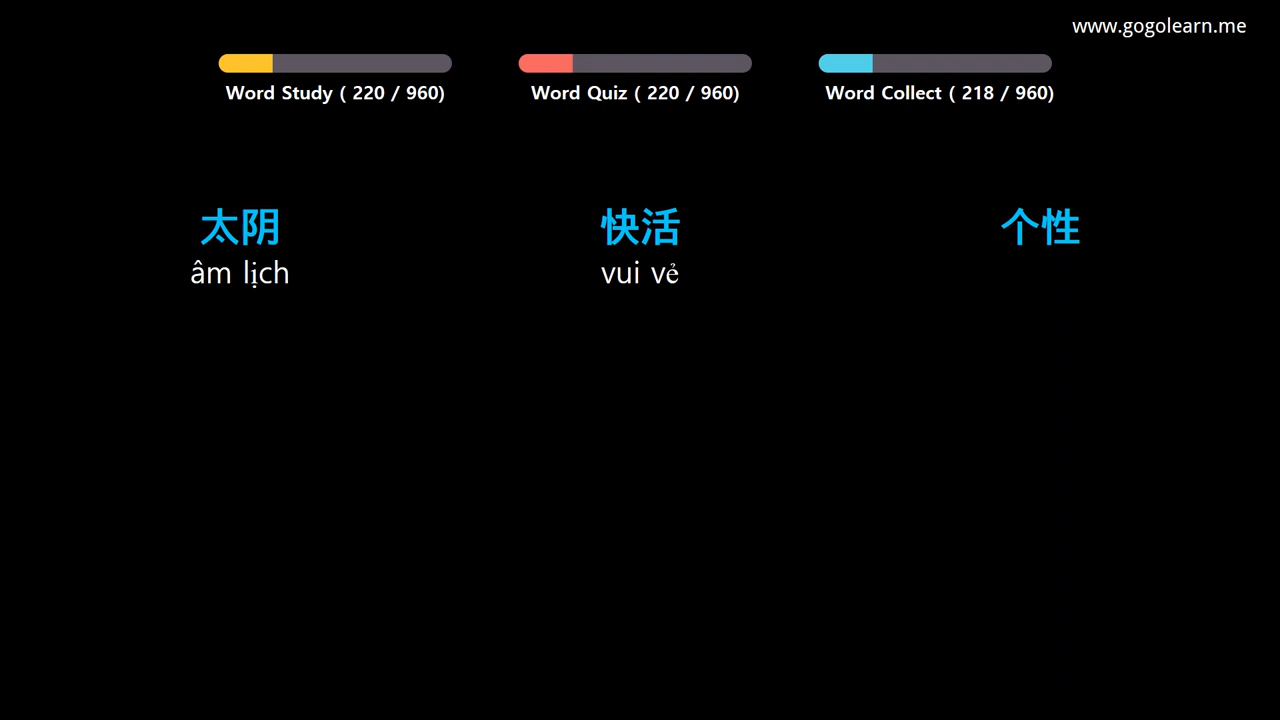 www.gogolearn.me
Word Study ( 220 / 960)
Word Quiz ( 220 / 960)
Word Collect ( 218 / 960)
太阴
快活
个性
âm lịch
vui vẻ